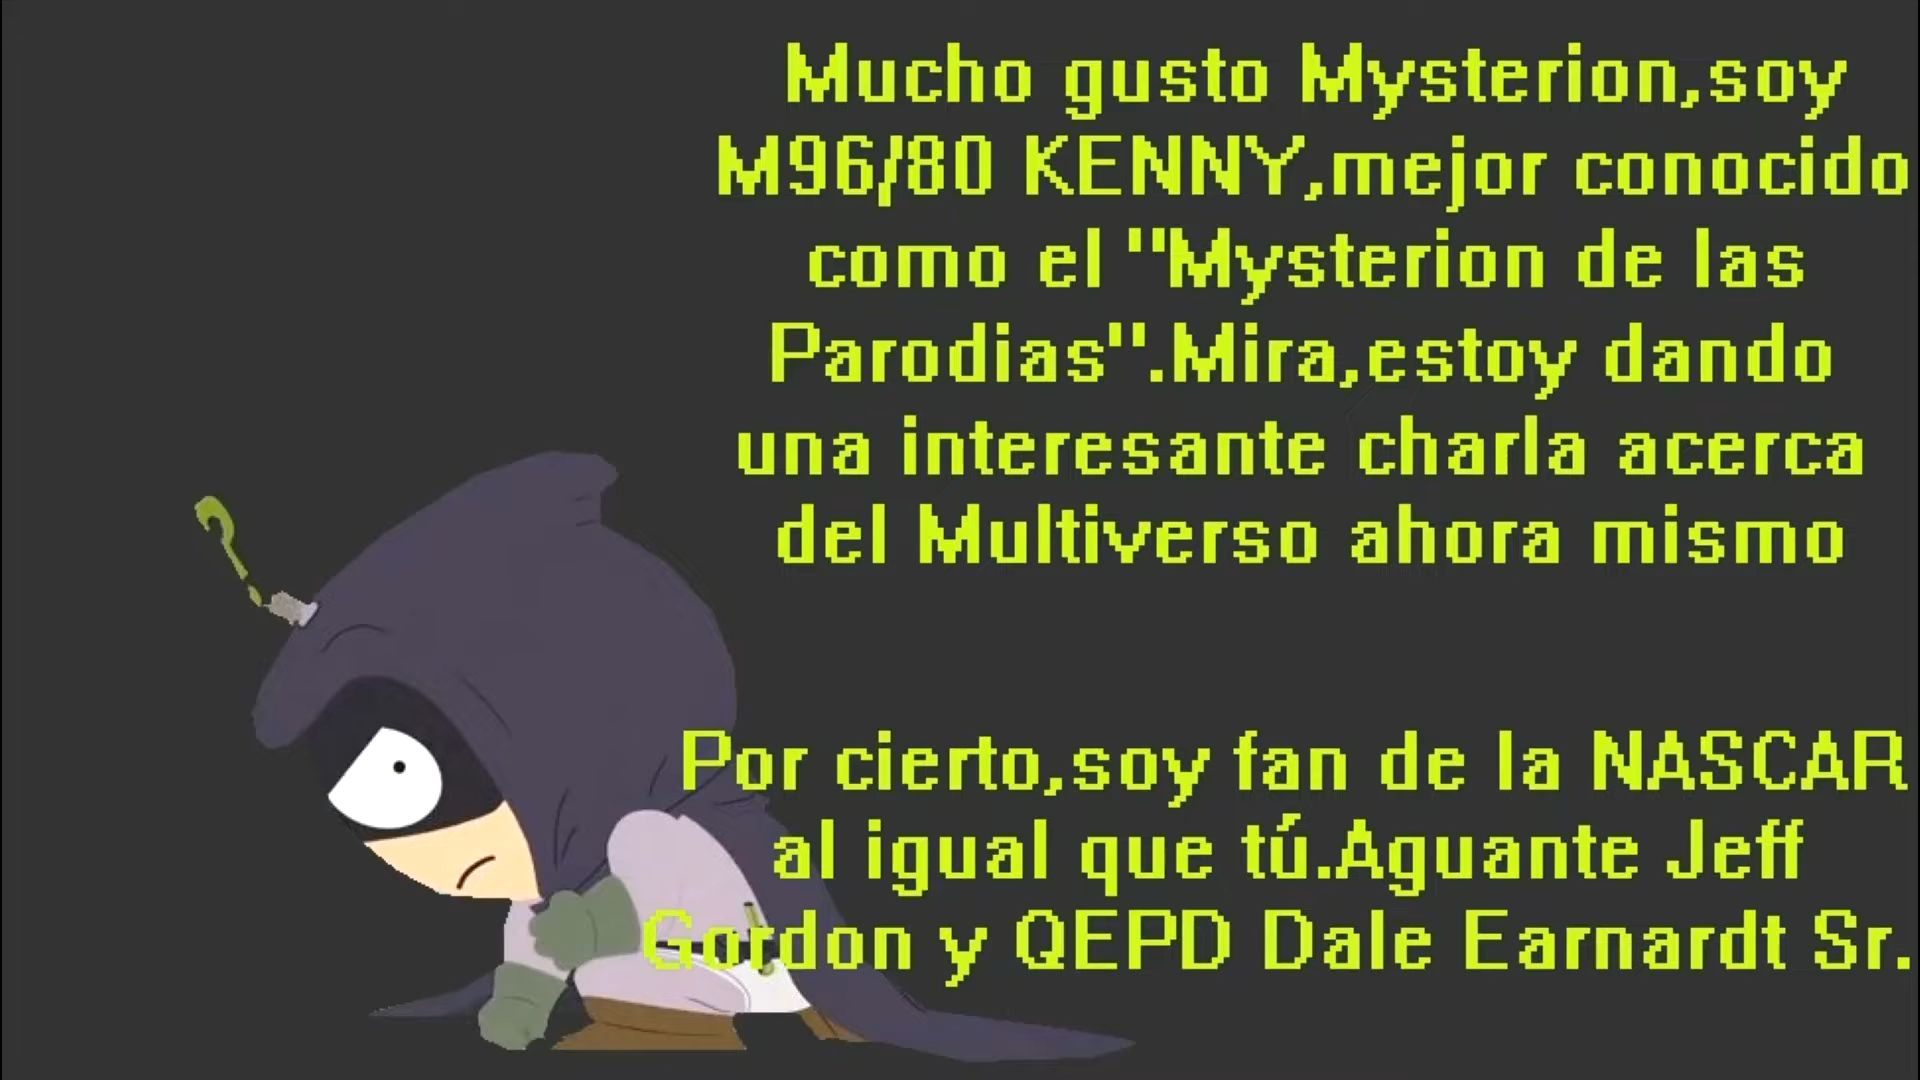 Mucho gusto Mysterion,soy
M96/80 KENNY,mejor conocido
como el "Mysterion de las
Parodias".Mira,estoy dando
una interesante charla acerca
del Multiverso ahora mismo
Por cierto,soy fan de la NASCAR
al igual que tú.Aguante Jeff
Gordon y QEPD Dale Earnardt Sr.